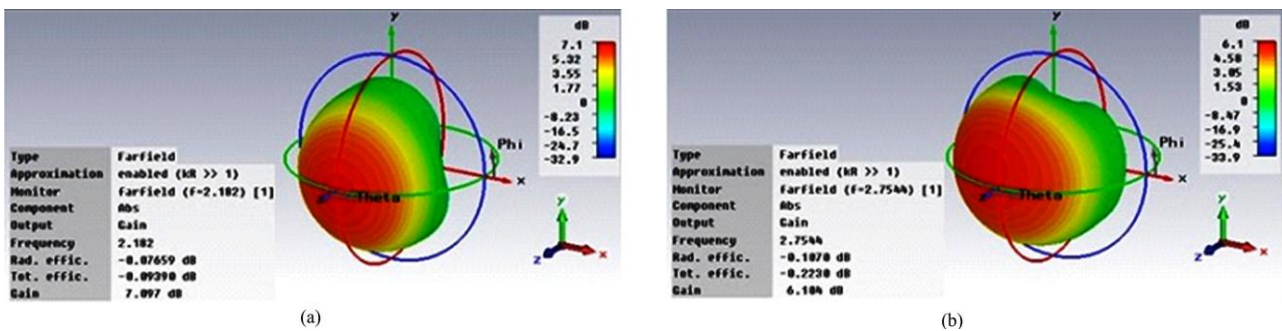 y
Phi
x
z
Theta
dB
7.1
5.32
3.55
1.77
0
-8.23
-16.5
-24.7
-32.9
Type Farfield
Approximation enabled (kR >> 1)
Monitor farfield (f=2.182) [1]
Component Abs
Output Gain
Frequency 2.182
Rad. effic. -0.07659 dB
Tot. effic. -0.09390 dB
Gain 7.097 dB
y
z
x
(a)
y
Phi
x
z
Theta
dB
6.1
4.58
3.05
1.53
0
-8.47
-16.9
-25.4
-33.9
Type Farfield
Approximation enabled (kR >> 1)
Monitor farfield (f=2.7544) [1]
Component Abs
Output Gain
Frequency 2.7544
Rad. effic. -0.1070 dB
Tot. effic. -0.2230 dB
Gain 6.104 dB
y
z
x
(b)